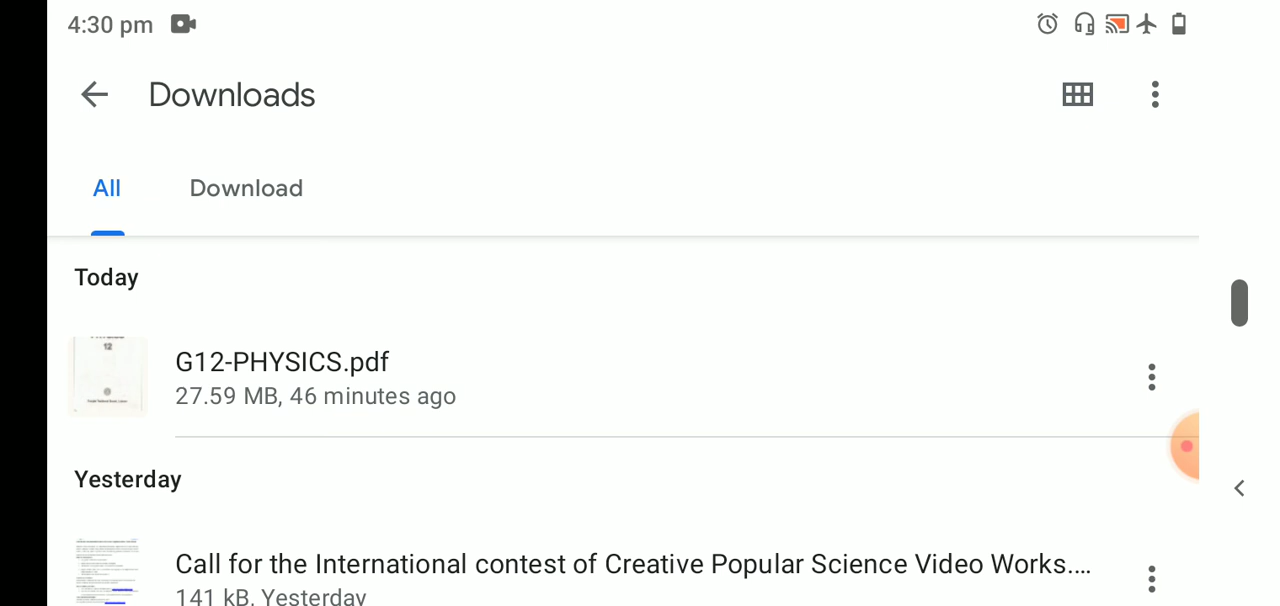 4:30 pm
Downloads
All
Download
Today
12
G12-PHYSICS.pdf
27.59 MB, 46 minutes ago
Yesterday
Call for the International contest of Creative Popular Science Video Works....
141 kB, Yesterday